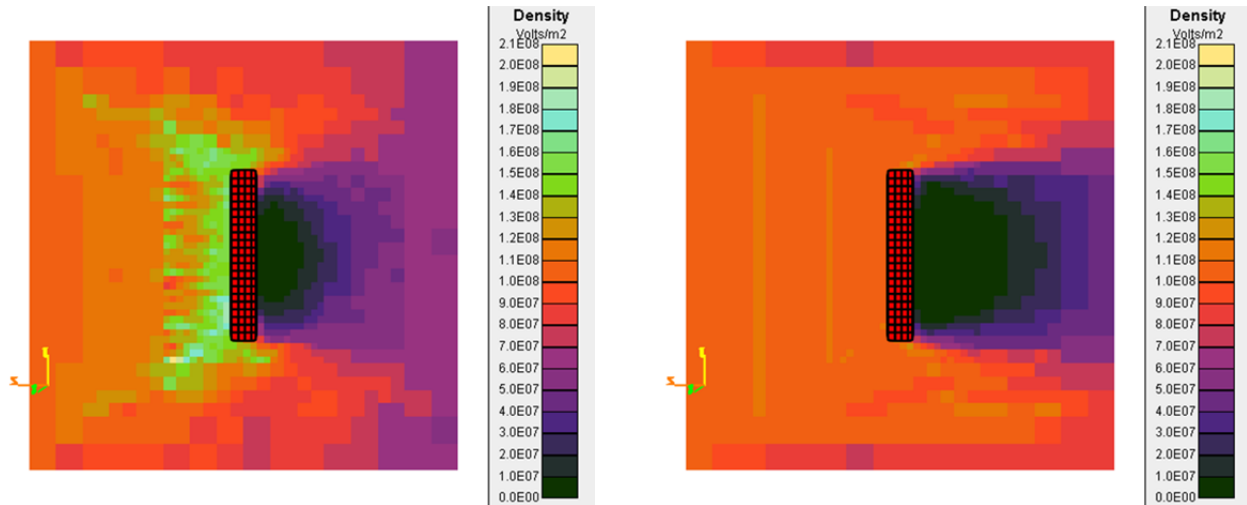 Density
Volts/m2
2.1E08
2.0E08
1.9E08
1.8E08
1.7E08
1.6E08
1.5E08
1.4E08
1.3E08
1.2E08
1.1E08
1.0E08
9.0E07
8.0E07
7.0E07
6.0E07
5.0E07
4.0E07
3.0E07
2.0E07
1.0E07
0.0E00
Density
Volts/m2
2.1E08
2.0E08
1.9E08
1.8E08
1.7E08
1.6E08
1.5E08
1.4E08
1.3E08
1.2E08
1.1E08
1.0E08
9.0E07
8.0E07
7.0E07
6.0E07
5.0E07
4.0E07
3.0E07
2.0E07
1.0E07
0.0E00